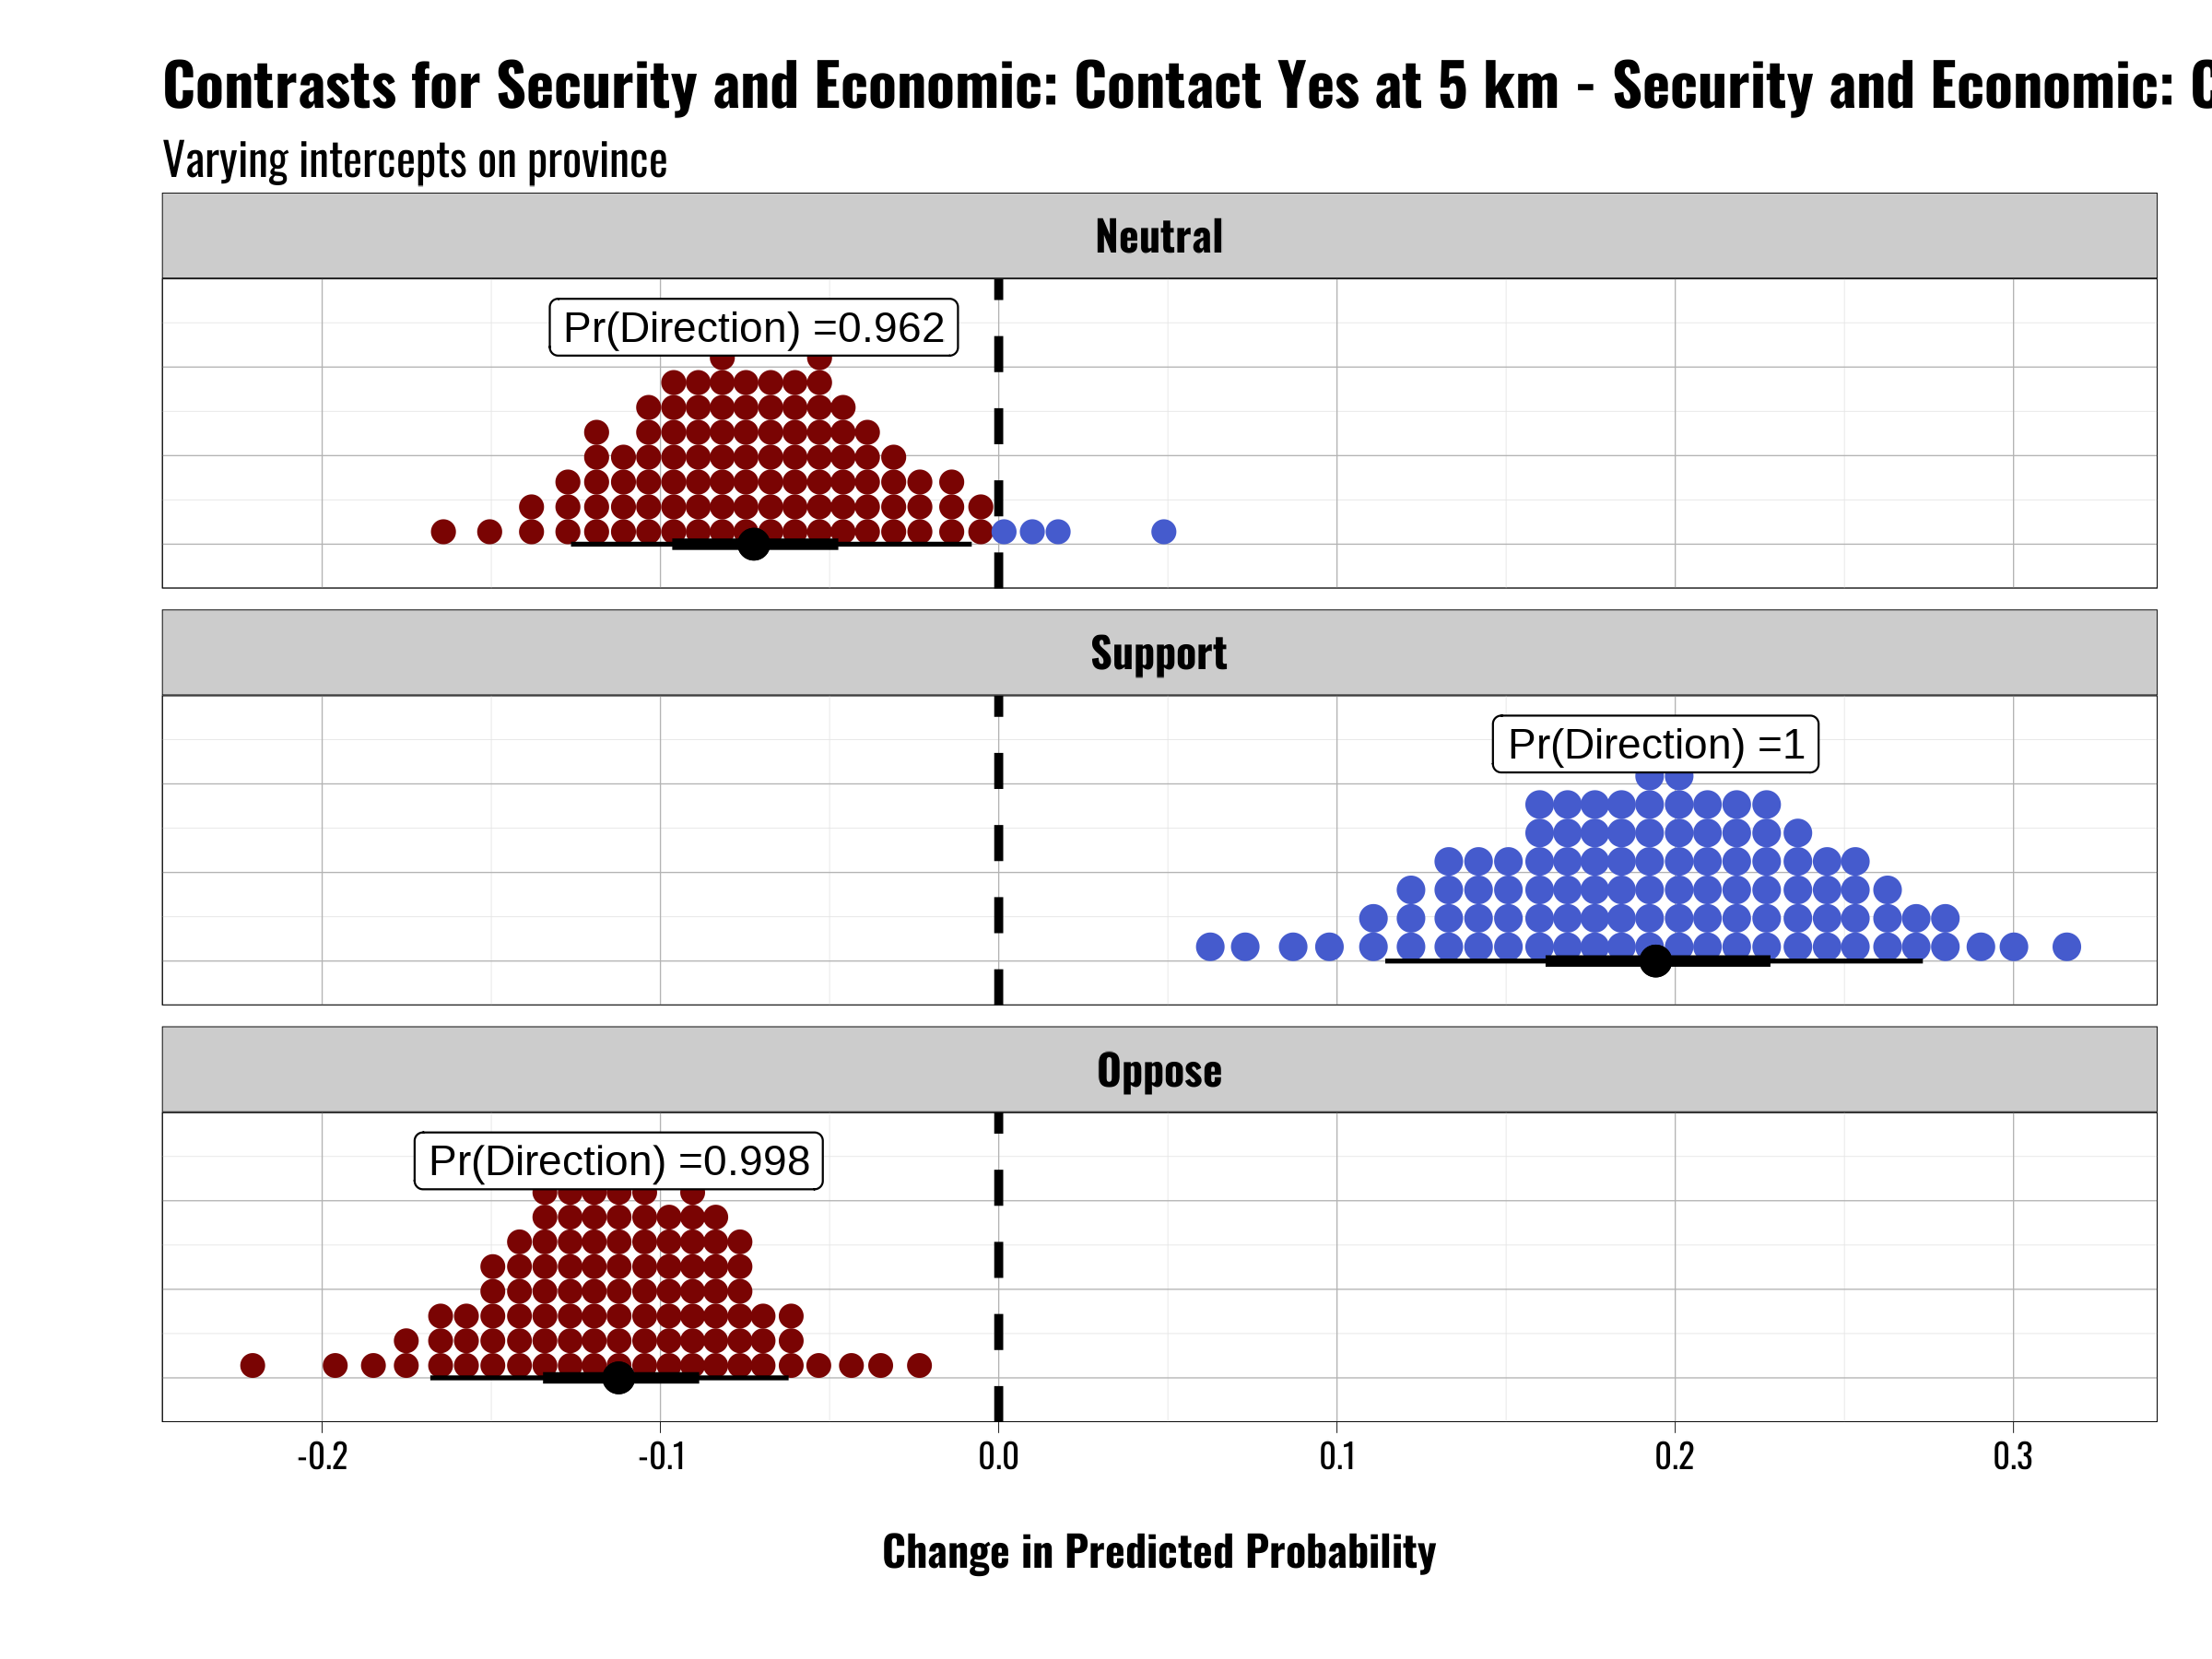 Contrasts for Security and Economic: Contact Yes at 5 km - Security and Economic:
Varying intercepts on province
Neutral
Pr(Direction) =0.962
Support
Pr(Direction) =1
Oppose
Pr(Direction) =0.998
-0.2 -0.1 0.0 0.1 0.2 0.3
Change in Predicted Probability